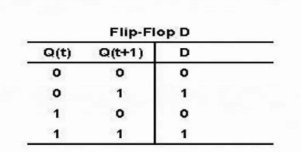 Flip-Flop D
Q(t) Q(t+1) D
0 0 0
0 1 1
1 0 0
1 1 1